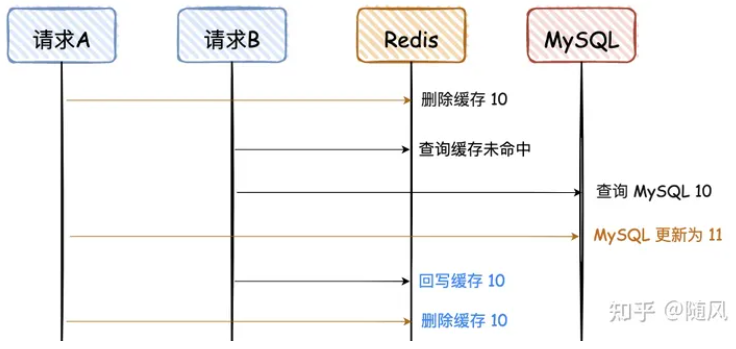 请求A 请求B Redis MySQL
删除缓存 10
查询缓存未命中
查询 MySQL 10
MySQL 更新为 11
回写缓存 10
删除缓存 10
知乎 @随风